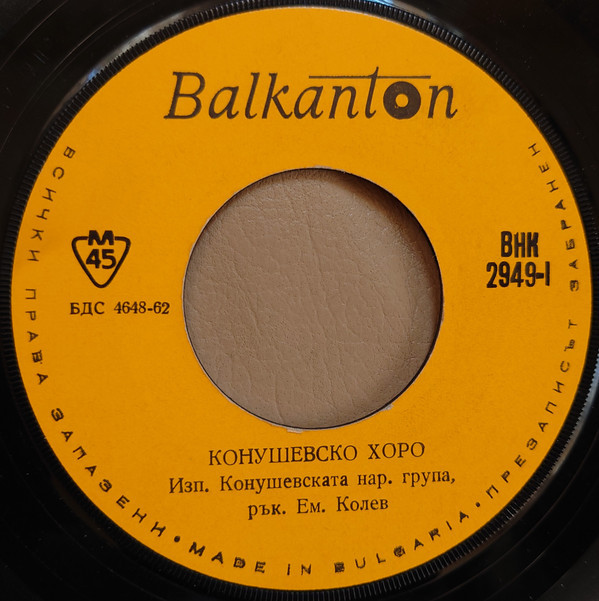 Balkanton
М
45
БДС 4648-62
ВНК
2949-I
КОНУШЕВСКО ХОРО
Изп. Конушевската нар. група,
рък. Ем. Колев
ВСИЧКИ ПРАВА ЗАПАЗЕНИ • MADE IN BULGARIA • ПРЕЗАПИСЪТ ЗАБРАНЕН